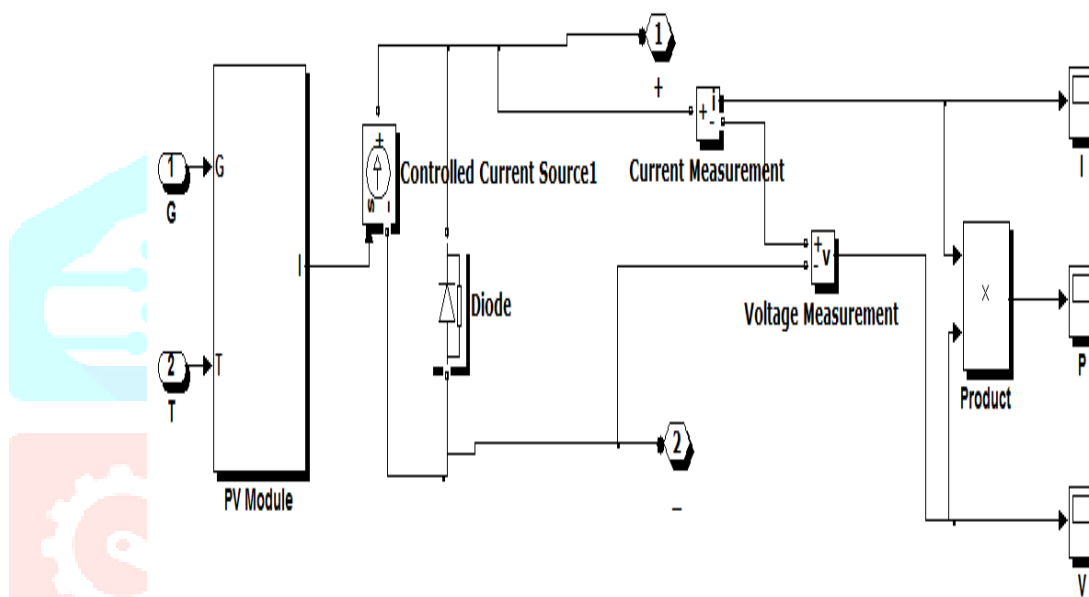 1
G
2
T
G
T
I
PV Module
+
s
-
Controlled Current Source1
Diode
1
+
+
i
-
Current Measurement
+
-
v
Voltage Measurement
2
-
×
Product
I
P
V